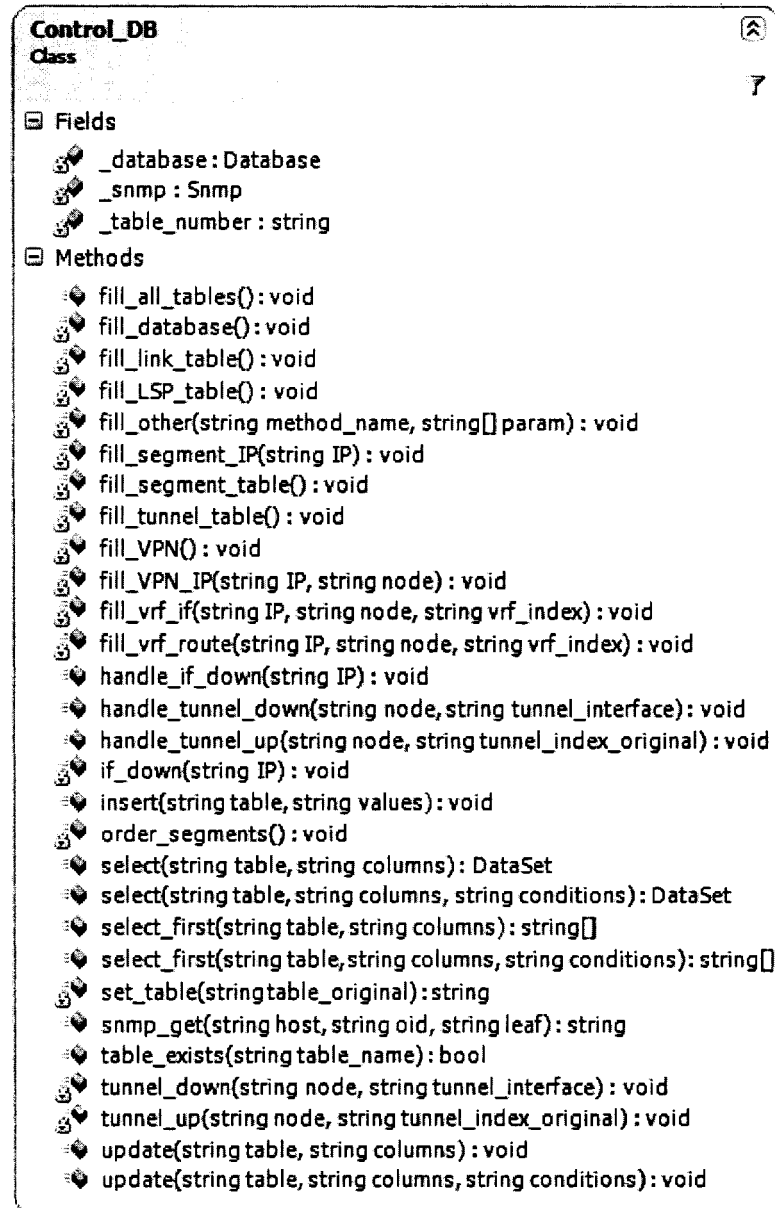 Control_DB
Class
Fields
_database : Database
_snmp : Snmp
_table_number : string
Methods
fill_all_tables() : void
fill_database() : void
fill_link_table() : void
fill_LSP_table() : void
fill_other(string method_name, string[] param) : void
fill_segment_IP(string IP) : void
fill_segment_table() : void
fill_tunnel_table() : void
fill_VPN() : void
fill_VPN_IP(string IP, string node) : void
fill_vrf_if(string IP, string node, string vrf_index) : void
fill_vrf_route(string IP, string node, string vrf_index) : void
handle_if_down(string IP) : void
handle_tunnel_down(string node, string tunnel_interface) : void
handle_tunnel_up(string node, string tunnel_index_original) : void
if_down(string IP) : void
insert(string table, string values) : void
order_segments() : void
select(string table, string columns) : DataSet
select(string table, string columns, string conditions) : DataSet
select_first(string table, string columns) : string[]
select_first(string table, string columns, string conditions) : string[]
set_table(stringtable_original) : string
snmp_get(string host, string oid, string leaf) : string
table_exists(string table_name) : bool
tunnel_down(string node, string tunnel_interface) : void
tunnel_up(string node, string tunnel_index_original) : void
update(string table, string columns) : void
update(string table, string columns, string conditions) : void